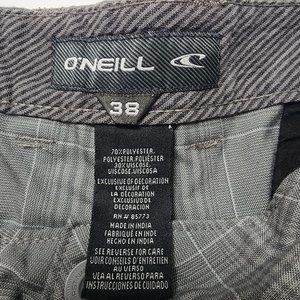 O'NEILL
38
70% POLYESTER,
POLYESTER,POLIÉSTER
30% VISCOSE,
VISCOSE,VISCOSA
EXCLUSIVE OF DECORATION
EXCLUSIF DE
LA DÉCORATION
EXCLUSIVO DE
DECORACIÓN
RN # 85773
MADE IN INDIA
FABRIQUÉ EN INDE
HECHO EN INDIA
SEE REVERSE FOR CARE
VOIR CONSEILS D'ENTRETIEN
AU VERSO
VEA AL REVERSO PARA
INSTRUCCIONES DE CUIDADO